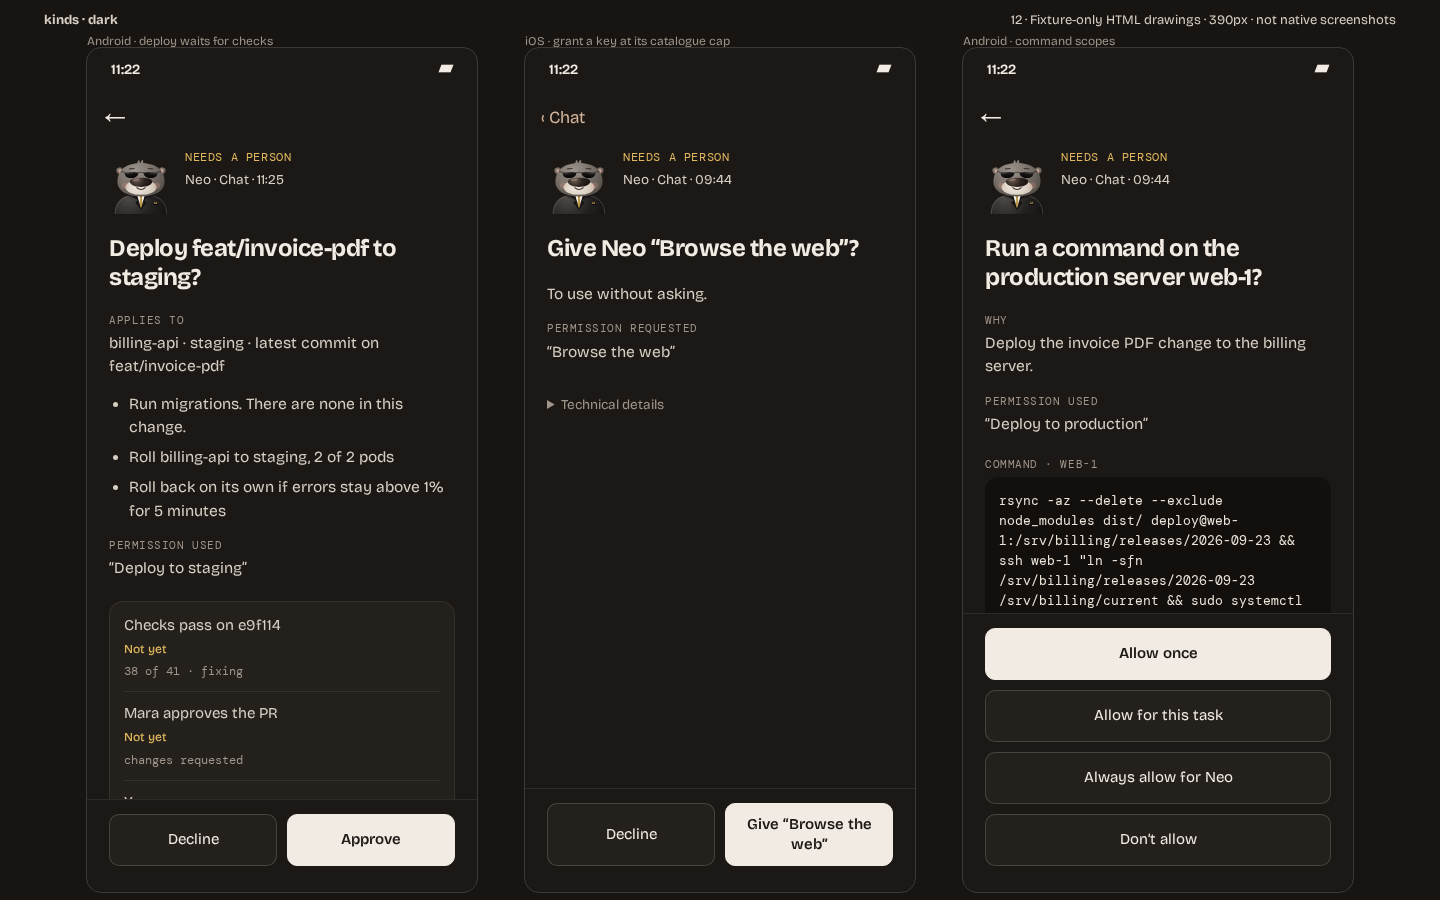 kinds · dark
12 · Fixture-only HTML drawings · 390px · not native screenshots
Android · deploy waits for checks
11:22
←
NEEDS A PERSON
Neo · Chat · 11:25
Deploy feat/invoice-pdf to
staging?
APPLIES TO
billing-api · staging · latest commit on
feat/invoice-pdf
• Run migrations. There are none in this
change.
• Roll billing-api to staging, 2 of 2 pods
• Roll back on its own if errors stay above 1%
for 5 minutes
PERMISSION USED
“Deploy to staging”
Checks pass on e9f114
Not yet
38 of 41 · fixing
Mara approves the PR
Not yet
changes requested
Decline
Approve
iOS · grant a key at its catalogue cap
11:22
‹ Chat
NEEDS A PERSON
Neo · Chat · 09:44
Give Neo “Browse the web”?
To use without asking.
PERMISSION REQUESTED
“Browse the web”
▶ Technical details
Decline
Give “Browse the
web”
Android · command scopes
11:22
←
NEEDS A PERSON
Neo · Chat · 09:44
Run a command on the
production server web-1?
WHY
Deploy the invoice PDF change to the billing
server.
PERMISSION USED
“Deploy to production”
COMMAND · WEB-1
rsync -az --delete --exclude
node_modules dist/ deploy@web-
1:/srv/billing/releases/2026-09-23 &&
ssh web-1 "ln -sfn
/srv/billing/releases/2026-09-23
/srv/billing/current && sudo systemctl
Allow once
Allow for this task
Always allow for Neo
Don’t allow